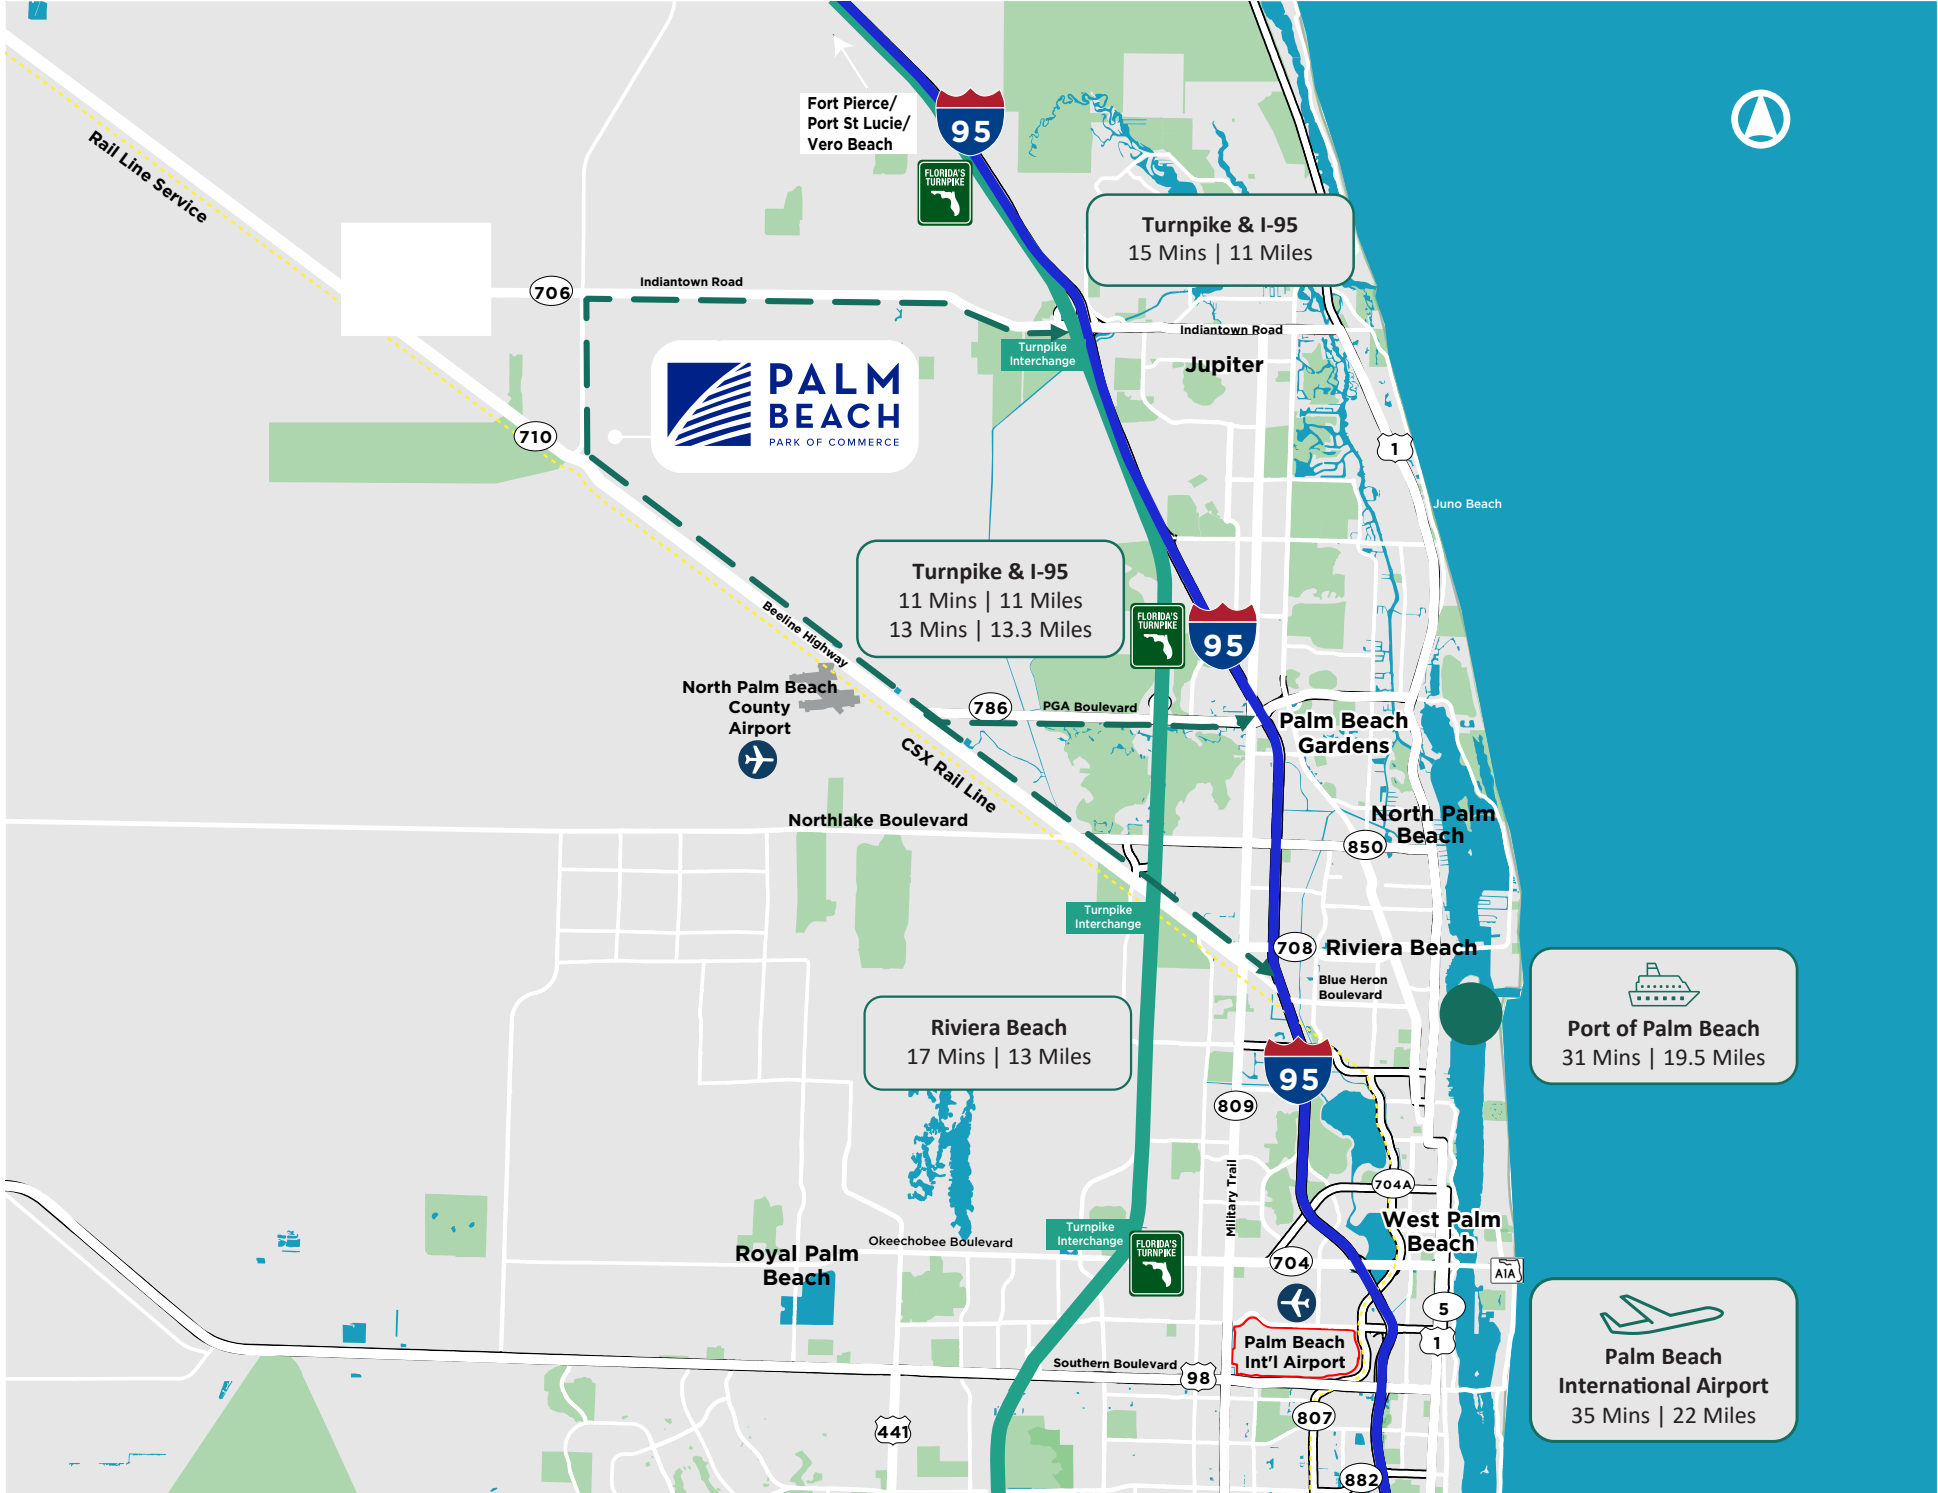 Fort Pierce/
Port St Lucie/
Vero Beach
95
FLORIDA'S
TURNPIKE
Rail Line Service
Turnpike & I-95
15 Mins | 11 Miles
706
Indiantown Road
Turnpike
Interchange
Indiantown Road
Jupiter
PALM
BEACH
PARK OF COMMERCE
710
1
Juno Beach
Turnpike & I-95
11 Mins | 11 Miles
13 Mins | 13.3 Miles
FLORIDA'S
TURNPIKE
95
Beeline Highway
North Palm Beach
County
Airport
786
PGA Boulevard
Palm Beach
Gardens
CSX Rail Line
Northlake Boulevard
North Palm
Beach
850
Turnpike
Interchange
708
Riviera Beach
Blue Heron
Boulevard
Riviera Beach
17 Mins | 13 Miles
Port of Palm Beach
31 Mins | 19.5 Miles
95
809
Military Trail
704A
West Palm
Beach
Turnpike
Interchange
FLORIDA'S
TURNPIKE
Okeechobee Boulevard
Royal Palm
Beach
704
A1A
5
1
Palm Beach
Int'l Airport
Southern Boulevard
98
Palm Beach
International Airport
35 Mins | 22 Miles
807
441
882